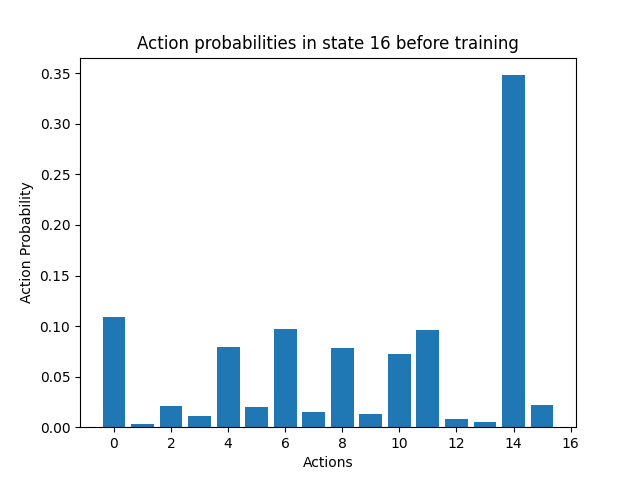 Action probabilities in state 16 before training
0.35
0.30
0.25
0.20
0.15
0.10
0.05
0.00
Action Probability
0 2 4 6 8 10 12 14 16
Actions